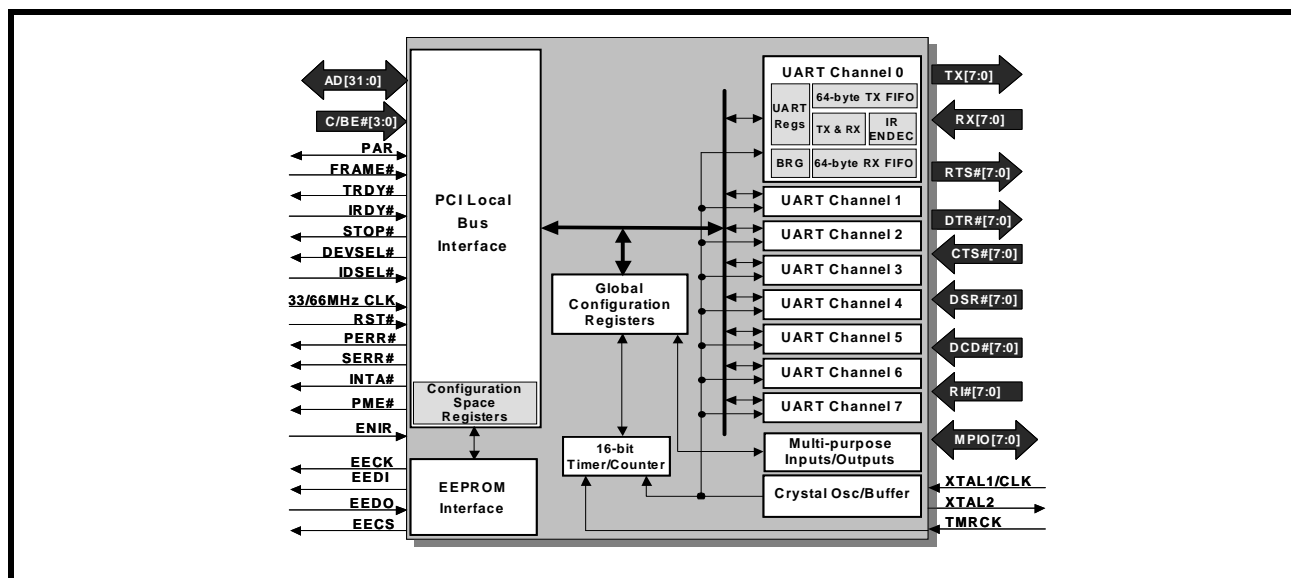 AD[31:0]
C/BE#[3:0]
PAR
FRAME#
TRDY#
IRDY#
STOP#
DEVSEL#
IDSEL#
33/66MHz CLK
RST#
PERR#
SERR#
INTA#
PME#
ENIR
EECK
EEDI
EEDO
EECS
PCI Local
Bus
Interface
Configuration
Space
Registers
EEPROM
Interface
Global
Configuration
Registers
16-bit
Timer/Counter
UART Channel 0
UART
Regs
64-byte TX FIFO
TX & RX
IR
ENDEC
BRG
64-byte RX FIFO
UART Channel 1
UART Channel 2
UART Channel 3
UART Channel 4
UART Channel 5
UART Channel 6
UART Channel 7
Multi-purpose
Inputs/Outputs
Crystal Osc/Buffer
TX[7:0]
RX[7:0]
RTS#[7:0]
DTR#[7:0]
CTS#[7:0]
DSR#[7:0]
DCD#[7:0]
RI#[7:0]
MPIO[7:0]
XTAL1/CLK
XTAL2
TMRCK